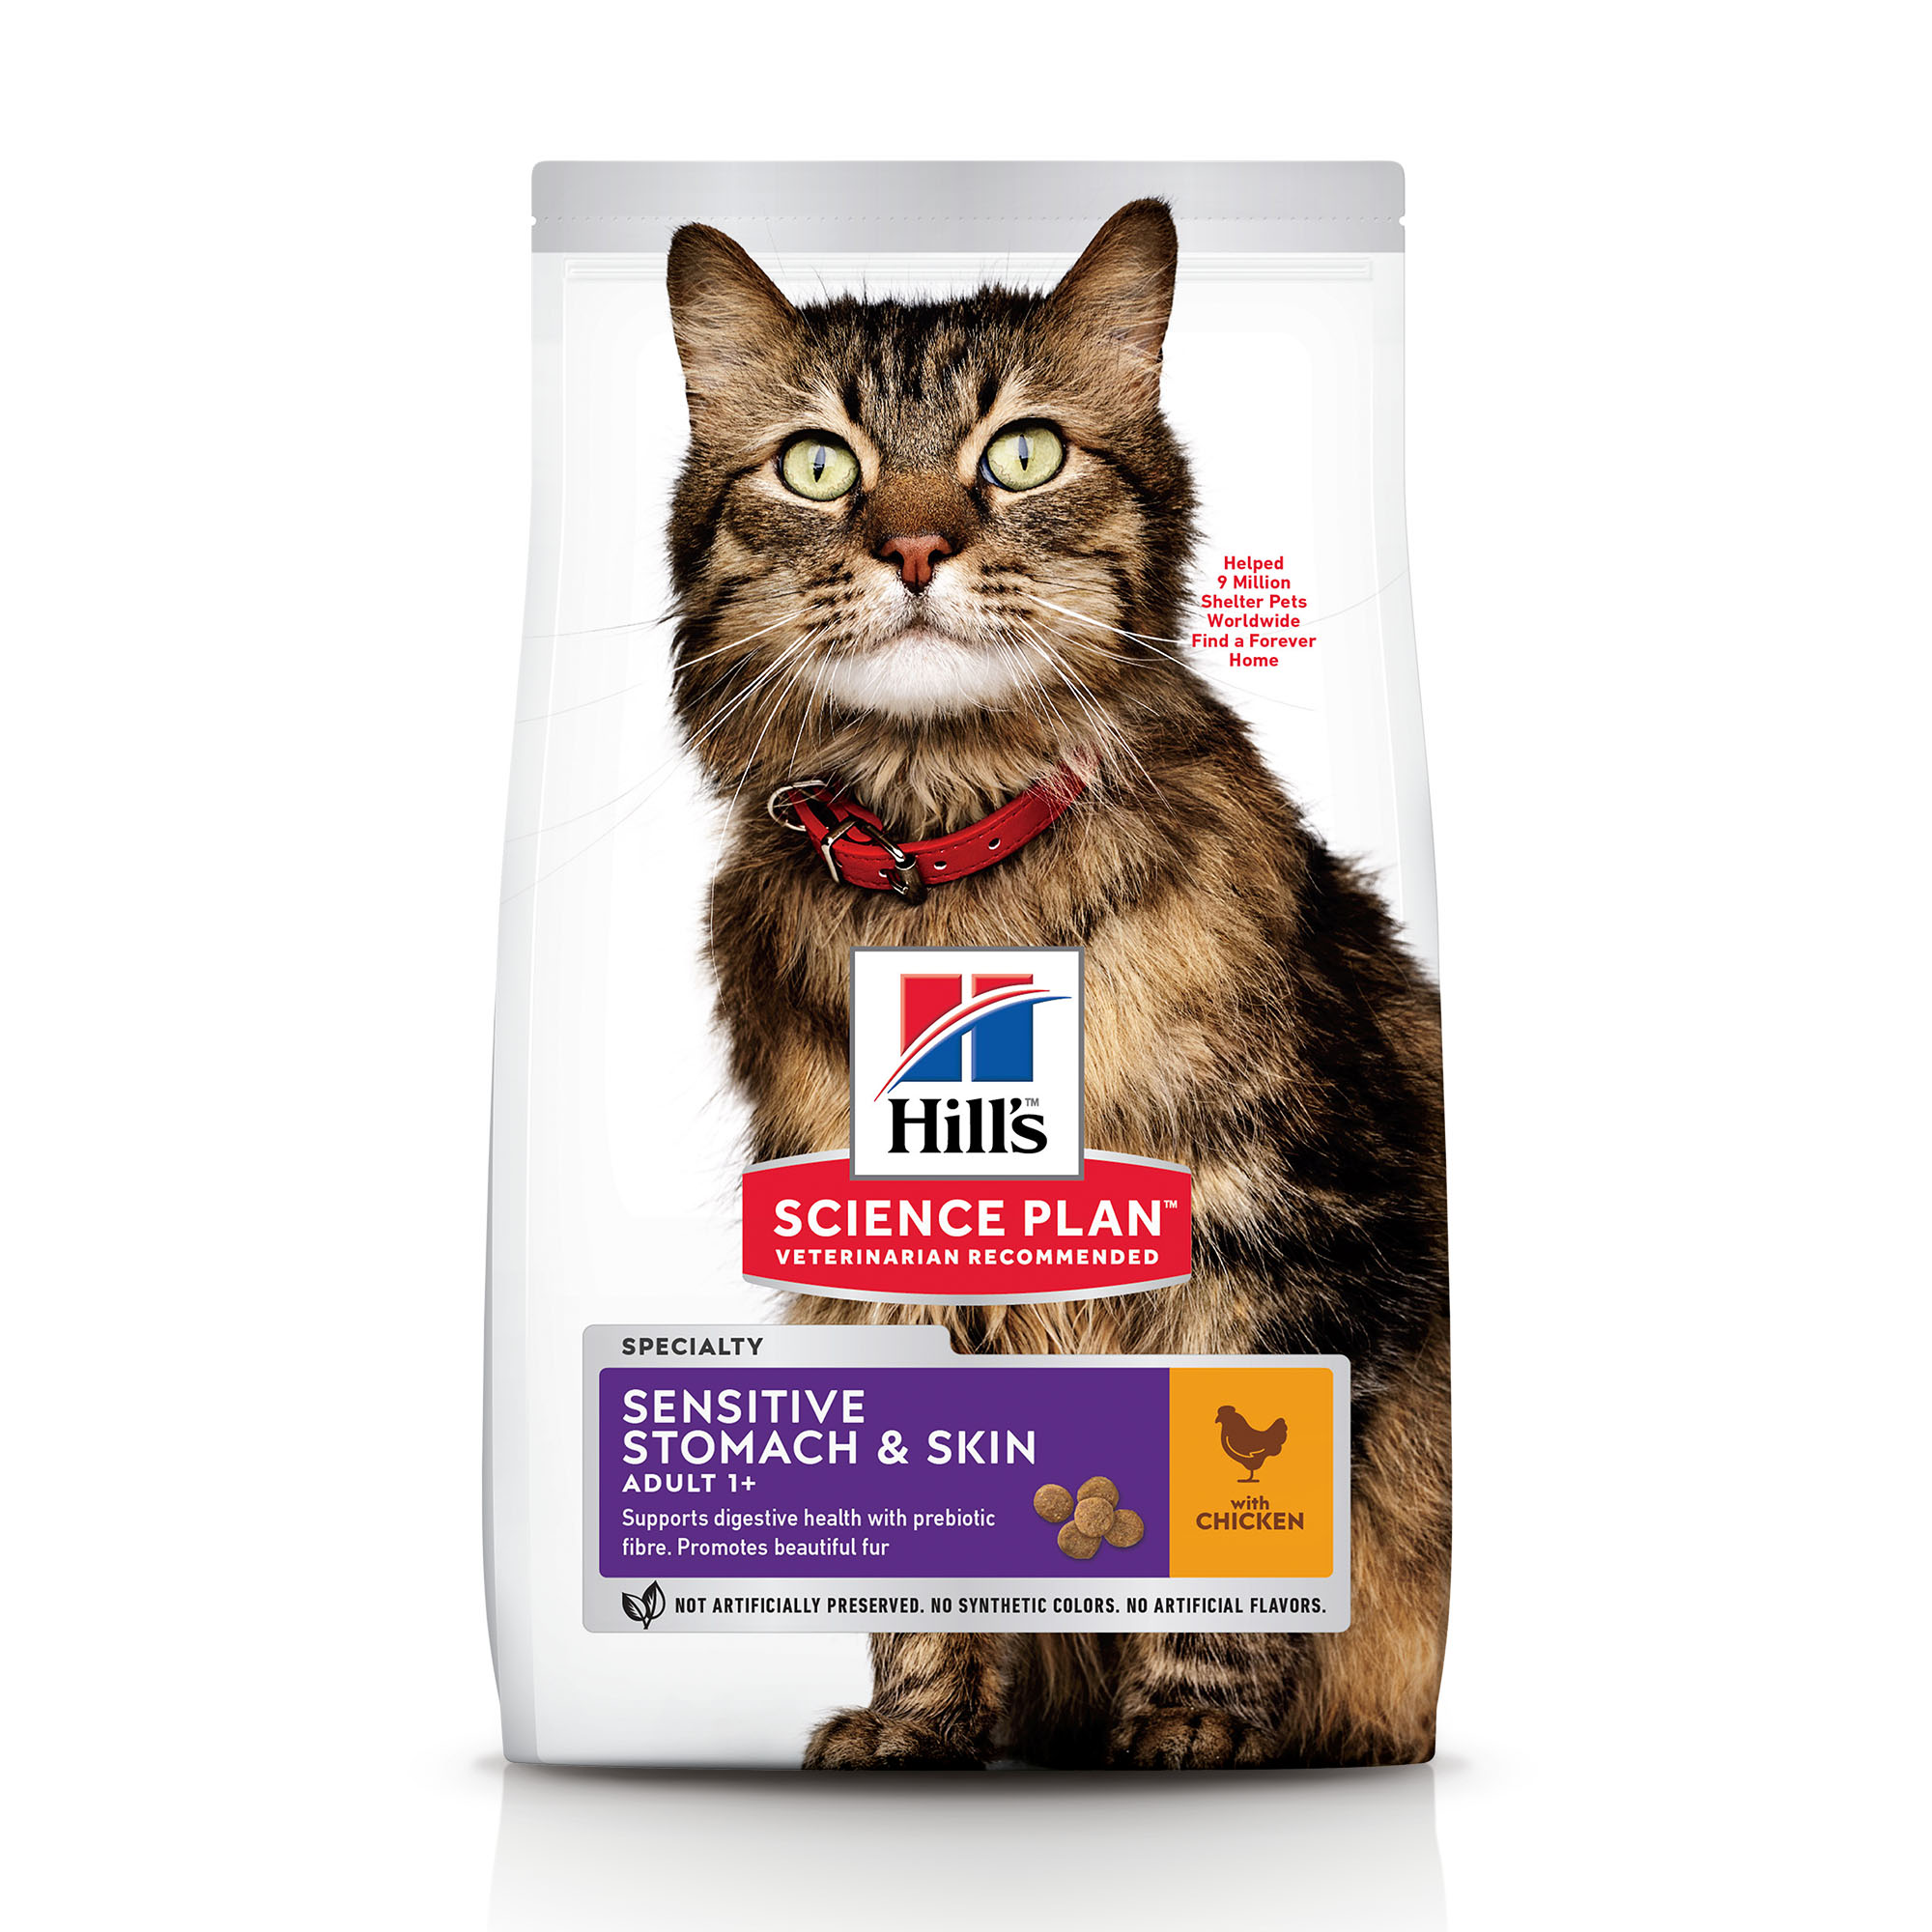 Helped
9 Million
Shelter Pets
Worldwide
Find a Forever
Home
Hill's™
SCIENCE PLAN™
VETERINARIAN RECOMMENDED
SPECIALTY
SENSITIVE
STOMACH & SKIN
ADULT 1+
Supports digestive health with prebiotic
fibre. Promotes beautiful fur
with
CHICKEN
NOT ARTIFICIALLY PRESERVED. NO SYNTHETIC COLORS. NO ARTIFICIAL FLAVORS.